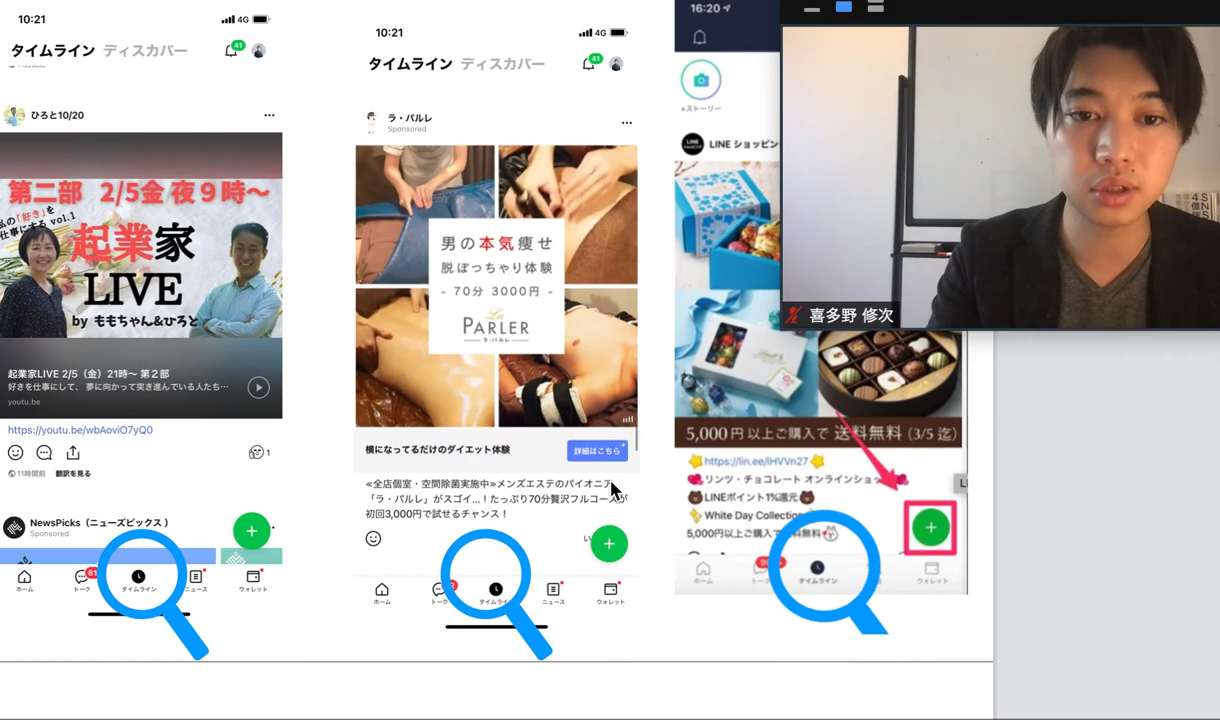 10:21
4G
タイムライン ディスカバー
41
ひろと10/20
第二部 2/5金 夜9時〜
私の「好き」を
仕事にする vol.1
起業家
LIVE
by ももちゃん&ひろと
起業家LIVE 2/5（金）21時〜 第2部
好きを仕事にして、夢に向かって突き進んでいる人たち…
youtu.be
https://youtu.be/wbAoviO7yQ0
1
11時間前 翻訳を見る
NewsPicks（ニューズピックス ）
Sponsored
81
ホーム
トーク
タイムライン
ニュース
ウォレット
10:21
4G
タイムライン ディスカバー
41
ラ・パルレ
Sponsored
男の本気痩せ
脱ぽっちゃり体験
- 70分 3000円 -
La
PARLER
ラ・パルレ
横になってるだけのダイエット体験
詳細はこちら
≪全店個室・空間除菌実施中≫メンズエステのパイオニア
「ラ・パルレ」がスゴイ…！たっぷり70分贅沢フルコースが
初回3,000円で試せるチャンス！
い
ホーム
トーク
タイムライン
ニュース
ウォレット
16:20
ストーリー
LINE ショッピン
5,000円以上ご購入で 送料無料 (3/5 迄)
https://lin.ee/lHVVn27
リンツ・チョコレート オンラインショッ
LINEポイント1%還元
White Day Collection
5,000円以上ご購入で 料無料
ホーム
トーク
タイムライン
ウォレット
喜多野 修次
SNS
4億